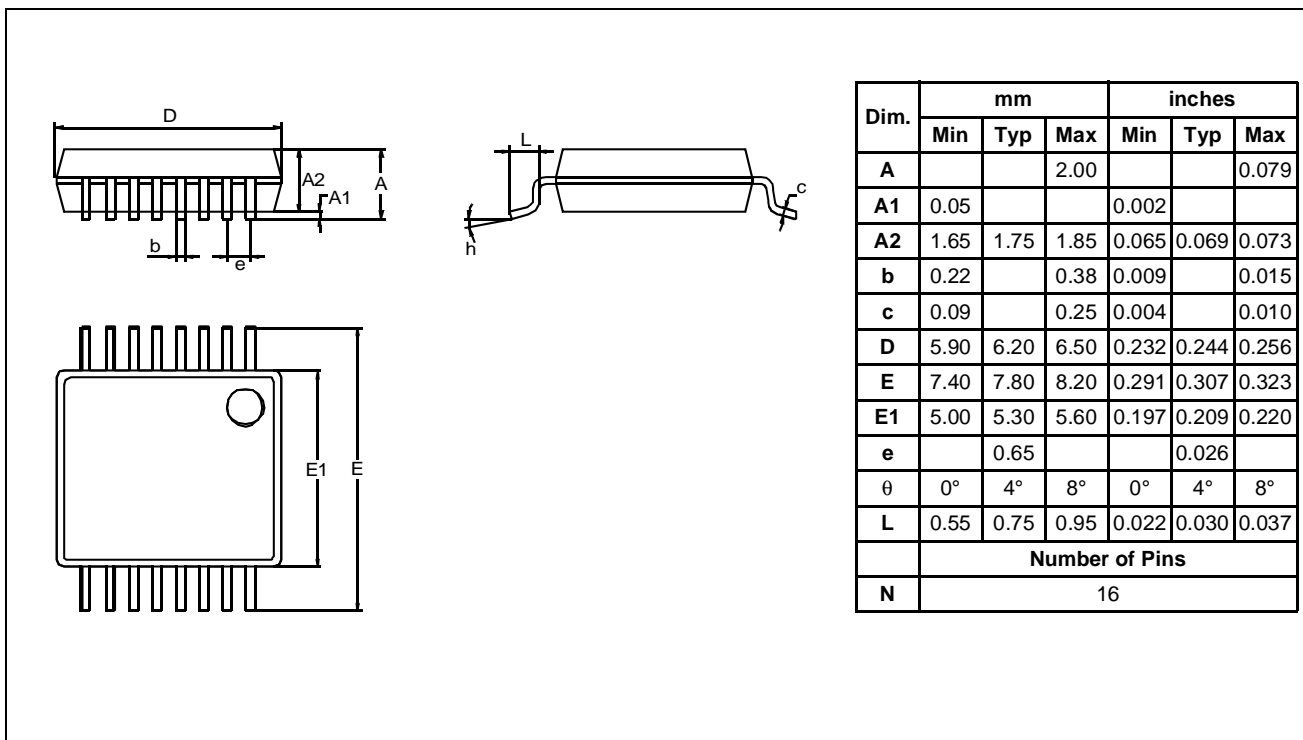 D
L
A2
A
A1
b
e
c
h
E1
E
Dim. mm inches
Min Typ Max Min Typ Max
A 2.00 0.079
A1 0.05 0.002
A2 1.65 1.75 1.85 0.065 0.069 0.073
b 0.22 0.38 0.009 0.015
c 0.09 0.25 0.004 0.010
D 5.90 6.20 6.50 0.232 0.244 0.256
E 7.40 7.80 8.20 0.291 0.307 0.323
E1 5.00 5.30 5.60 0.197 0.209 0.220
e 0.65 0.026
θ 0° 4° 8° 0° 4° 8°
L 0.55 0.75 0.95 0.022 0.030 0.037
Number of Pins
N 16